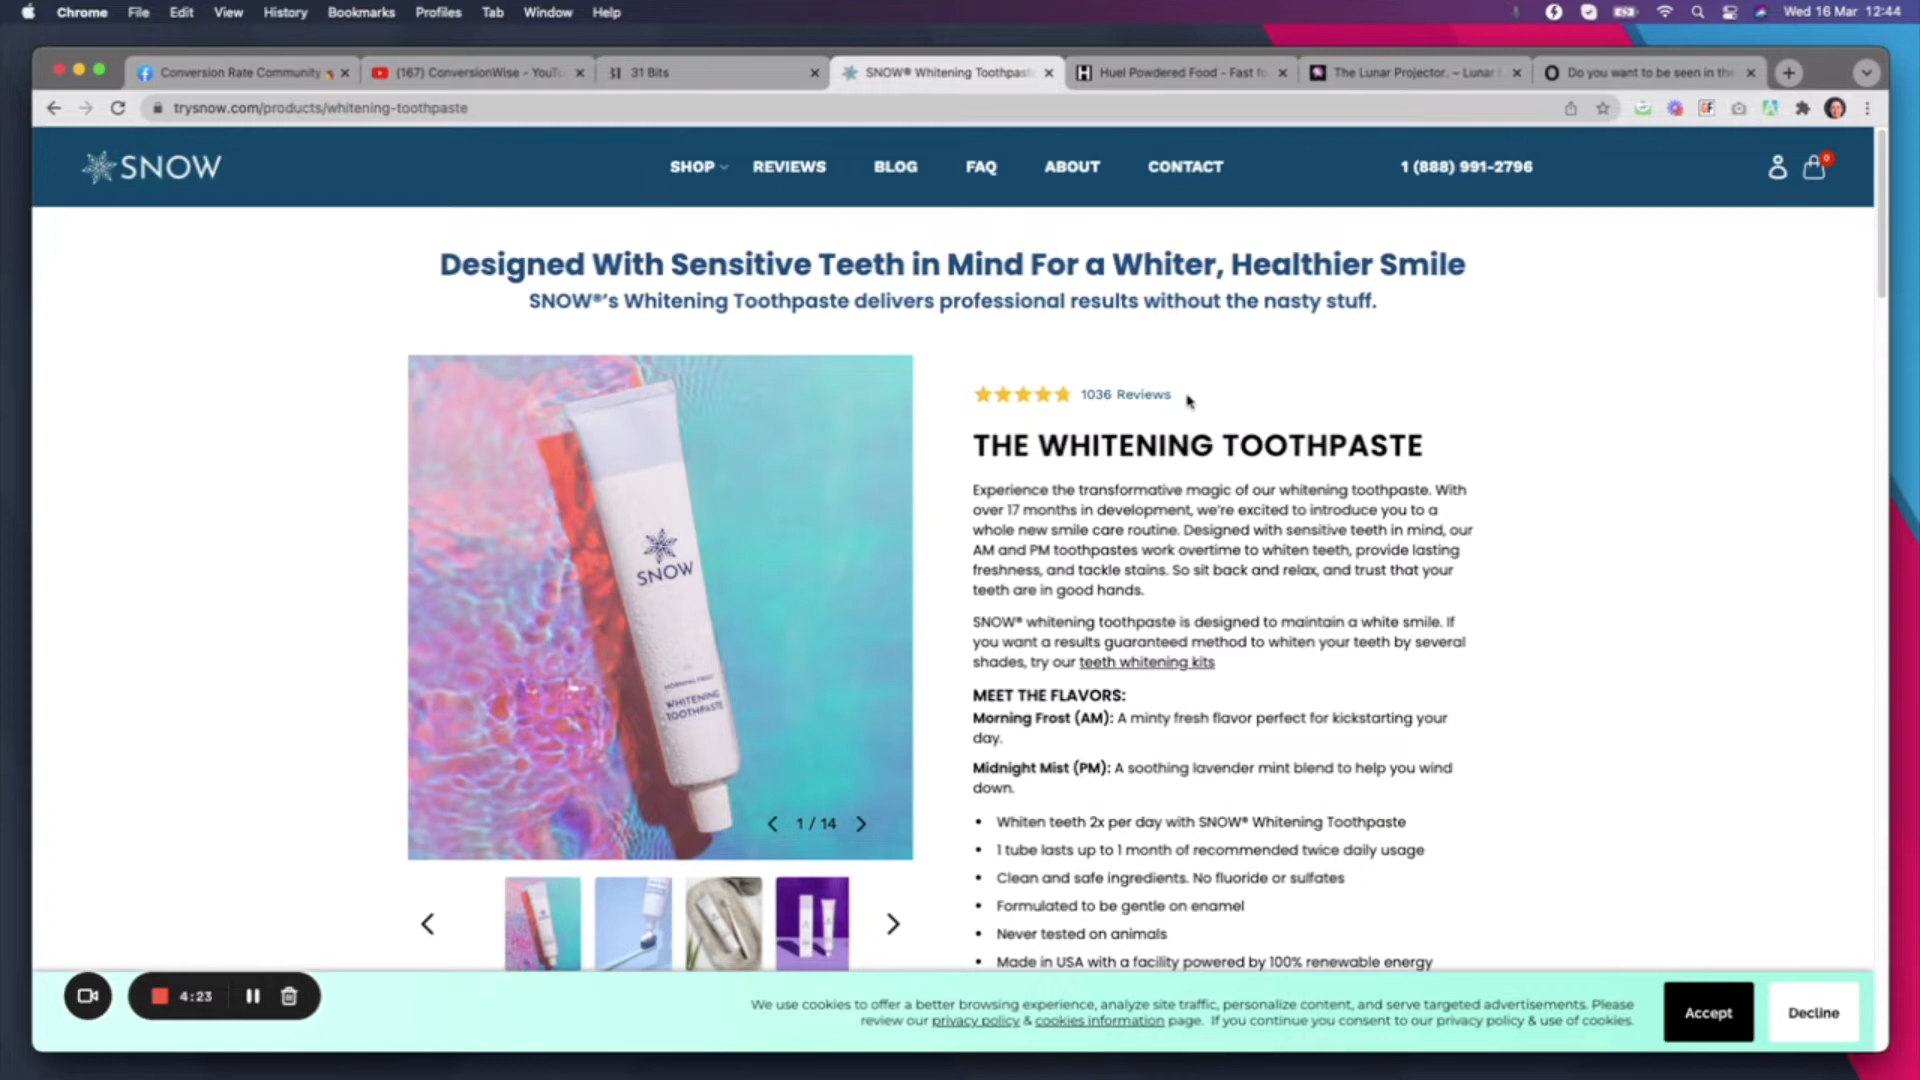 Chrome File Edit View History Bookmarks Profiles Tab Window Help
Wed 16 Mar 12:44
Conversion Rate Community
(167) ConversionWise - YouTu
31 Bits
SNOW® Whitening Toothpast
Huel Powdered Food - Fast fo
The Lunar Projector. – Lunar
Do you want to be seen in the
trysnow.com/products/whitening-toothpaste
SNOW
SHOP
REVIEWS
BLOG
FAQ
ABOUT
CONTACT
1 (888) 991-2796
0
Designed With Sensitive Teeth in Mind For a Whiter, Healthier Smile
SNOW®'s Whitening Toothpaste delivers professional results without the nasty stuff.
1036 Reviews
THE WHITENING TOOTHPASTE
Experience the transformative magic of our whitening toothpaste. With
over 17 months in development, we're excited to introduce you to a
whole new smile care routine. Designed with sensitive teeth in mind, our
AM and PM toothpastes work overtime to whiten teeth, provide lasting
freshness, and tackle stains. So sit back and relax, and trust that your
teeth are in good hands.
SNOW® whitening toothpaste is designed to maintain a white smile. If
you want a results guaranteed method to whiten your teeth by several
shades, try our teeth whitening kits
MEET THE FLAVORS:
Morning Frost (AM): A minty fresh flavor perfect for kickstarting your
day.
Midnight Mist (PM): A soothing lavender mint blend to help you wind
down.
• Whiten teeth 2x per day with SNOW® Whitening Toothpaste
• 1 tube lasts up to 1 month of recommended twice daily usage
• Clean and safe ingredients. No fluoride or sulfates
• Formulated to be gentle on enamel
• Never tested on animals
• Made in USA with a facility powered by 100% renewable energy
SNOW
MORNING FROST
WHITENING
TOOTHPASTE
1 / 14
4:23
We use cookies to offer a better browsing experience, analyze site traffic, personalize content, and serve targeted advertisements. Please
review our privacy policy & cookies information page. If you continue you consent to our privacy policy & use of cookies.
Accept
Decline